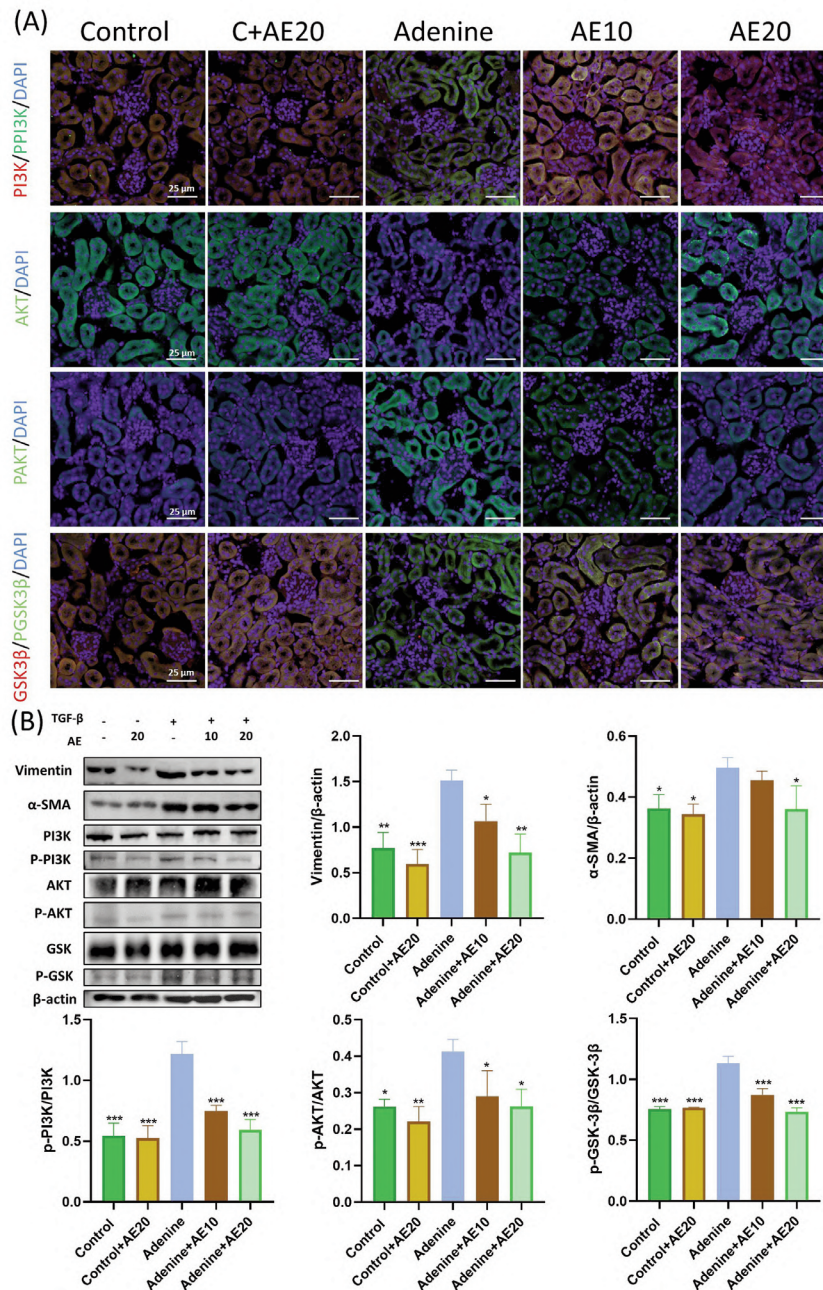 (A)
Control C+AE20 Adenine AE10 AE20
PI3K/PPI3K/DAPI
25 μm
AKT/DAPI
25 μm
PAKT/DAPI
25 μm
GSK3β/PGSK3β/DAPI
25 μm
(B)
TGF-β - - + + +
AE - 20 - 10 20
Vimentin
α-SMA
PI3K
P-PI3K
AKT
P-AKT
GSK
P-GSK
β-actin
Vimentin/β-actin
2.0
1.5
1.0
0.5
0.0
** *** * **
Control
Control+AE20
Adenine
Adenine+AE10
Adenine+AE20
α-SMA/β-actin
0.6
0.4
0.2
0.0
* * *
Control
Control+AE20
Adenine
Adenine+AE10
Adenine+AE20
p-PI3K/PI3K
1.5
1.0
0.5
0.0
*** *** *** ***
Control
Control+AE20
Adenine
Adenine+AE10
Adenine+AE20
p-AKT/AKT
0.5
0.4
0.3
0.2
0.1
0.0
* ** * *
Control
Control+AE20
Adenine
Adenine+AE10
Adenine+AE20
p-GSK-3β/GSK-3β
1.5
1.0
0.5
0.0
*** *** *** ***
Control
Control+AE20
Adenine
Adenine+AE10
Adenine+AE20